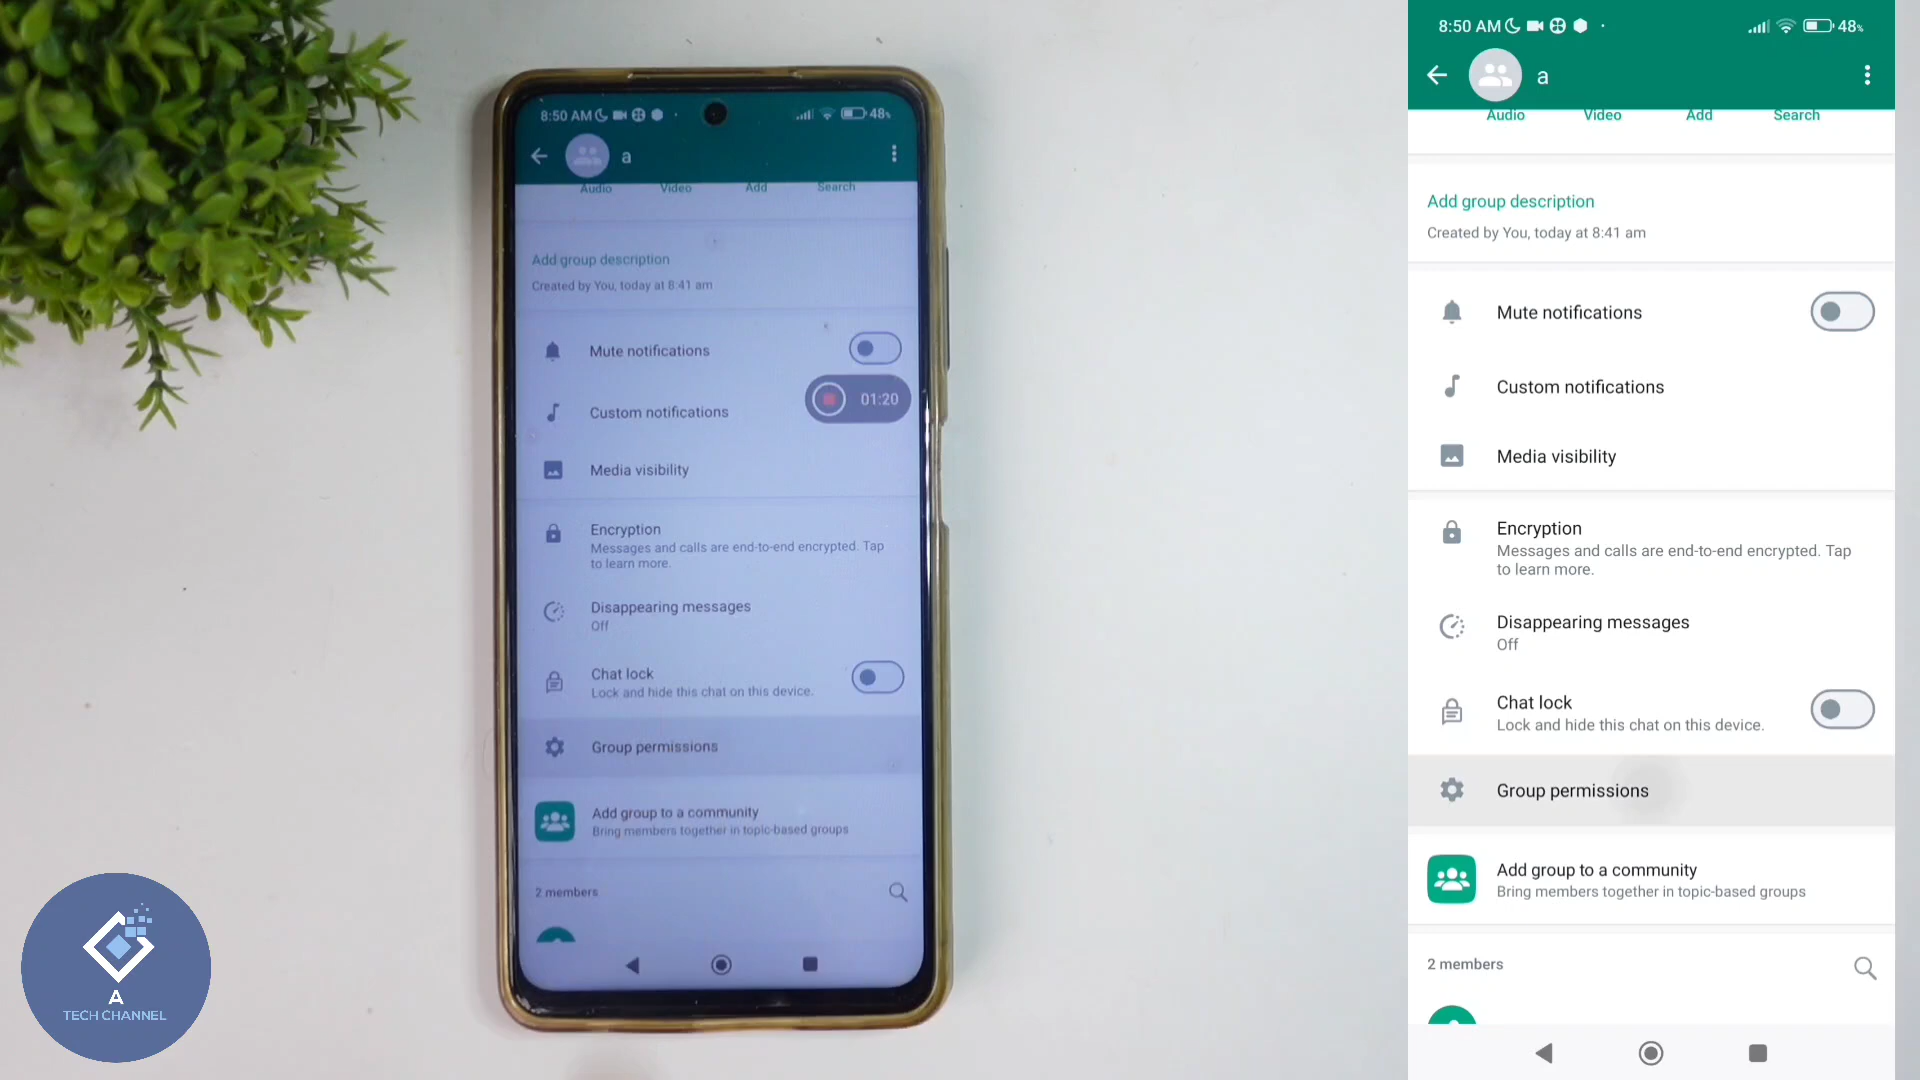 8:50 AM
48%
a
Audio Video Add Search
Add group description
Created by You, today at 8:41 am
Mute notifications
01:20
Custom notifications
Media visibility
Encryption
Messages and calls are end-to-end encrypted. Tap
to learn more.
Disappearing messages
Off
Chat lock
Lock and hide this chat on this device.
Group permissions
Add group to a community
Bring members together in topic-based groups
2 members
8:50 AM
48%
a
Audio Video Add Search
Add group description
Created by You, today at 8:41 am
Mute notifications
Custom notifications
Media visibility
Encryption
Messages and calls are end-to-end encrypted. Tap
to learn more.
Disappearing messages
Off
Chat lock
Lock and hide this chat on this device.
Group permissions
Add group to a community
Bring members together in topic-based groups
2 members
A
TECH CHANNEL